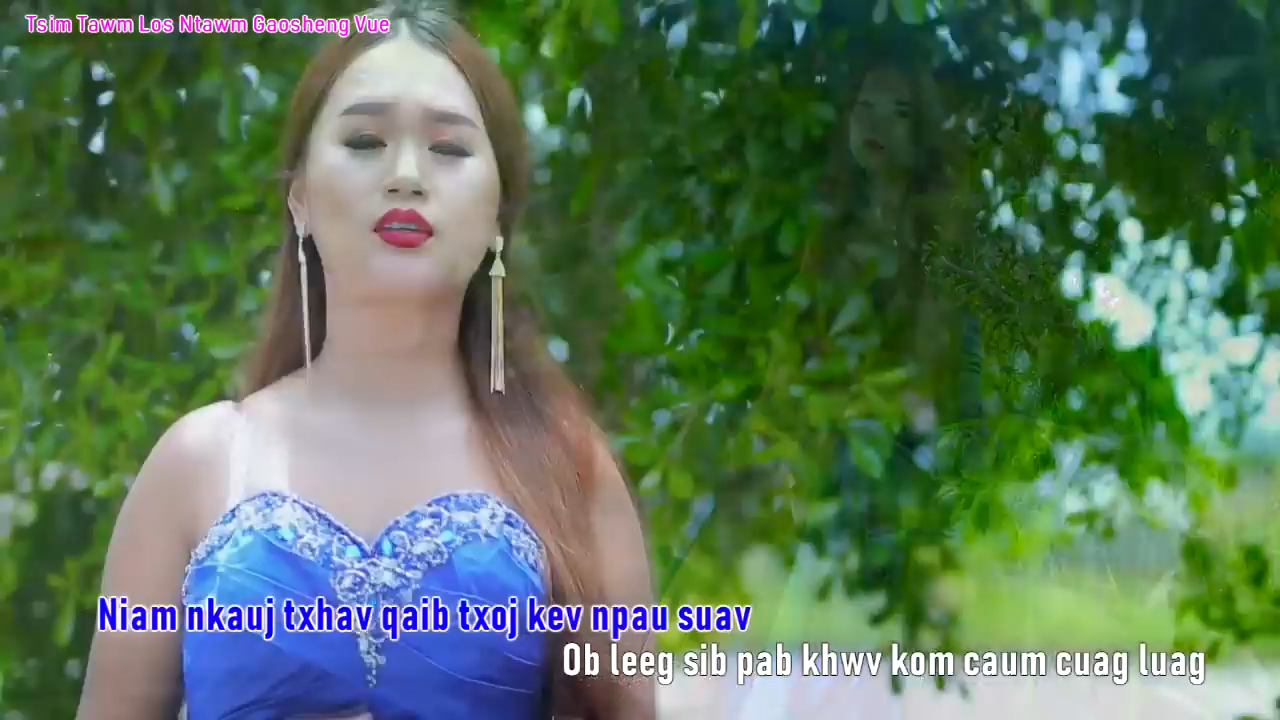 Tsim Tawm Los Ntawm Gaosheng Vue
Niam nkauj txhav qaib txoj kev npau suav
Ob leeg sib pab khwv kom caum cuag luag